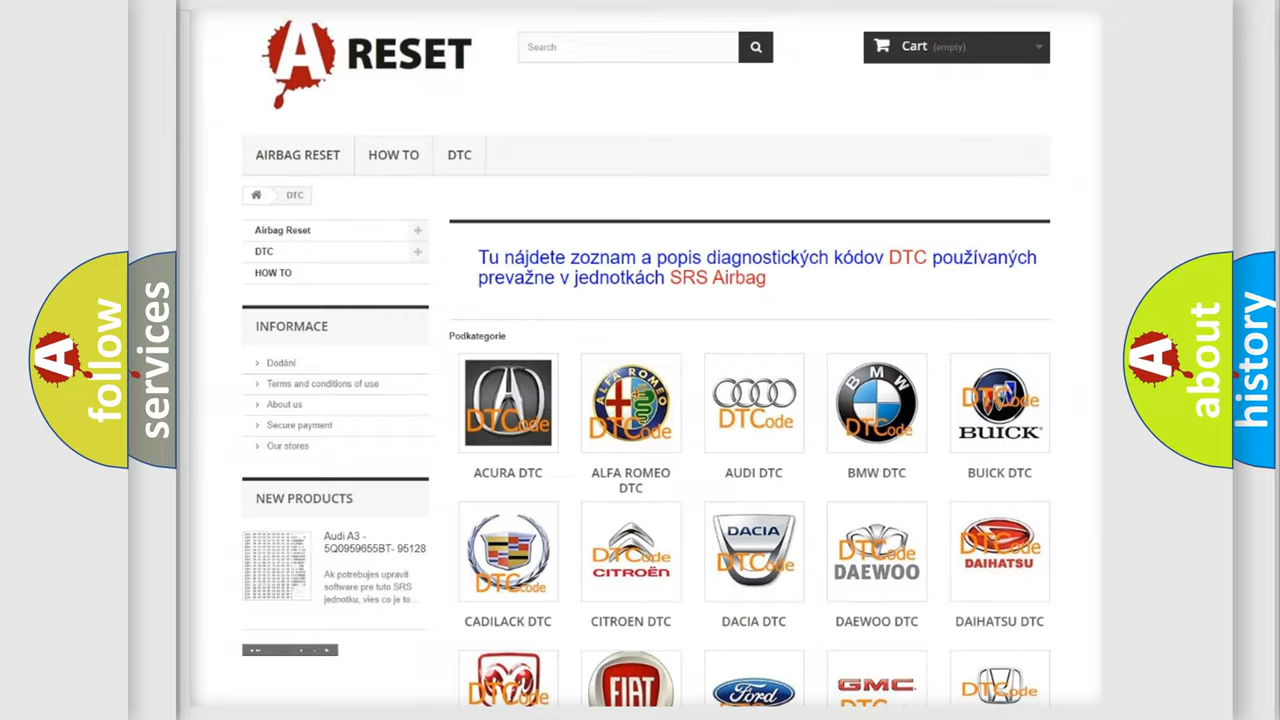 A RESET
Search
Cart (empty)
AIRBAG RESET
HOW TO
DTC
DTC
Airbag Reset
DTC
HOW TO
INFORMACE
Dodání
Terms and conditions of use
About us
Secure payment
Our stores
NEW PRODUCTS
Audi A3 -
5Q0959655BT- 95128
Ak potrebujes upravit
software pre tuto SRS
jednotku, vies co je to...
Tu nájdete zoznam a popis diagnostických kódov DTC používaných
prevažne v jednotkách SRS Airbag
Podkategorie
DTCode
ALFA ROMEO
DTCode
DTCode
BMW
DTCode
DTCode
BUICK
ACURA DTC
ALFA ROMEO
DTC
AUDI DTC
BMW DTC
BUICK DTC
DTCode
DTCode
CITROËN
DACIA
DTCode
DTCode
DAEWOO
DTCode
DAIHATSU
CADILACK DTC
CITROEN DTC
DACIA DTC
DAEWOO DTC
DAIHATSU DTC
DTCode
FIAT
Ford
GMC
DTCode
A follow
services
A about
history